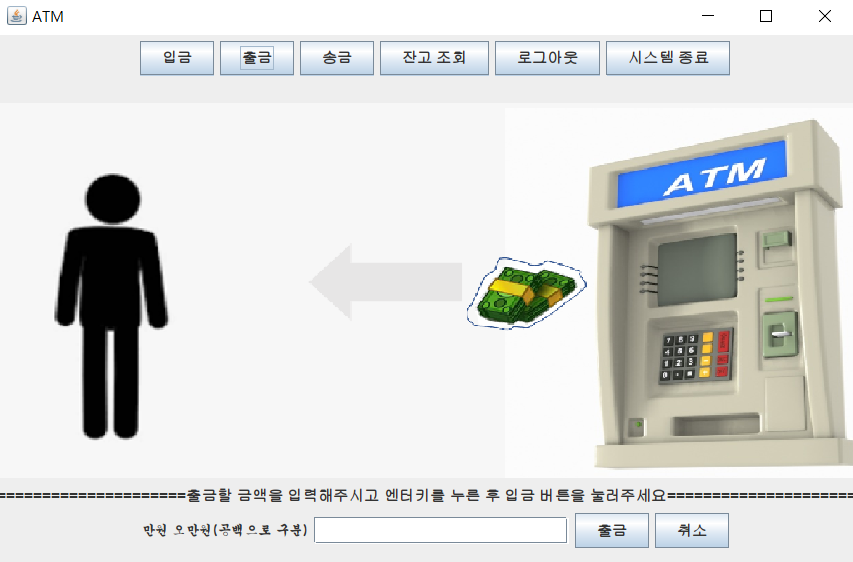 ATM
입금 출금 송금 잔고 조회 로그아웃 시스템 종료
ATM
=====================출금할 금액을 입력해주시고 엔터키를 누른 후 입금 버튼을 눌러주세요=====================
만원 오만원(공백으로 구분) 출금 취소